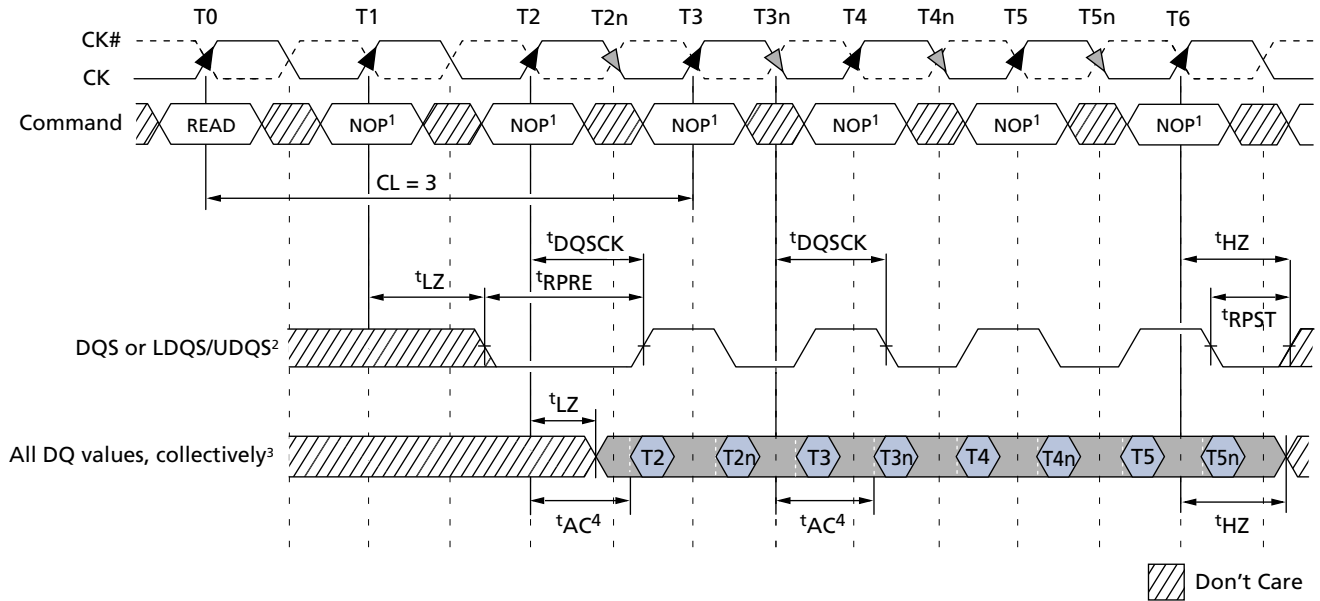 T0 T1 T2 T2n T3 T3n T4 T4n T5 T5n T6
CK#
CK
Command READ NOP¹ NOP¹ NOP¹ NOP¹ NOP¹ NOP¹
CL = 3
ᵗDQSCK ᵗDQSCK ᵗHZ
ᵗLZ ᵗRPRE
ᵗRPST
DQS or LDQS/UDQS²
ᵗLZ
All DQ values, collectively³ T2 T2n T3 T3n T4 T4n T5 T5n
ᵗAC⁴ ᵗAC⁴ ᵗHZ
Don't Care